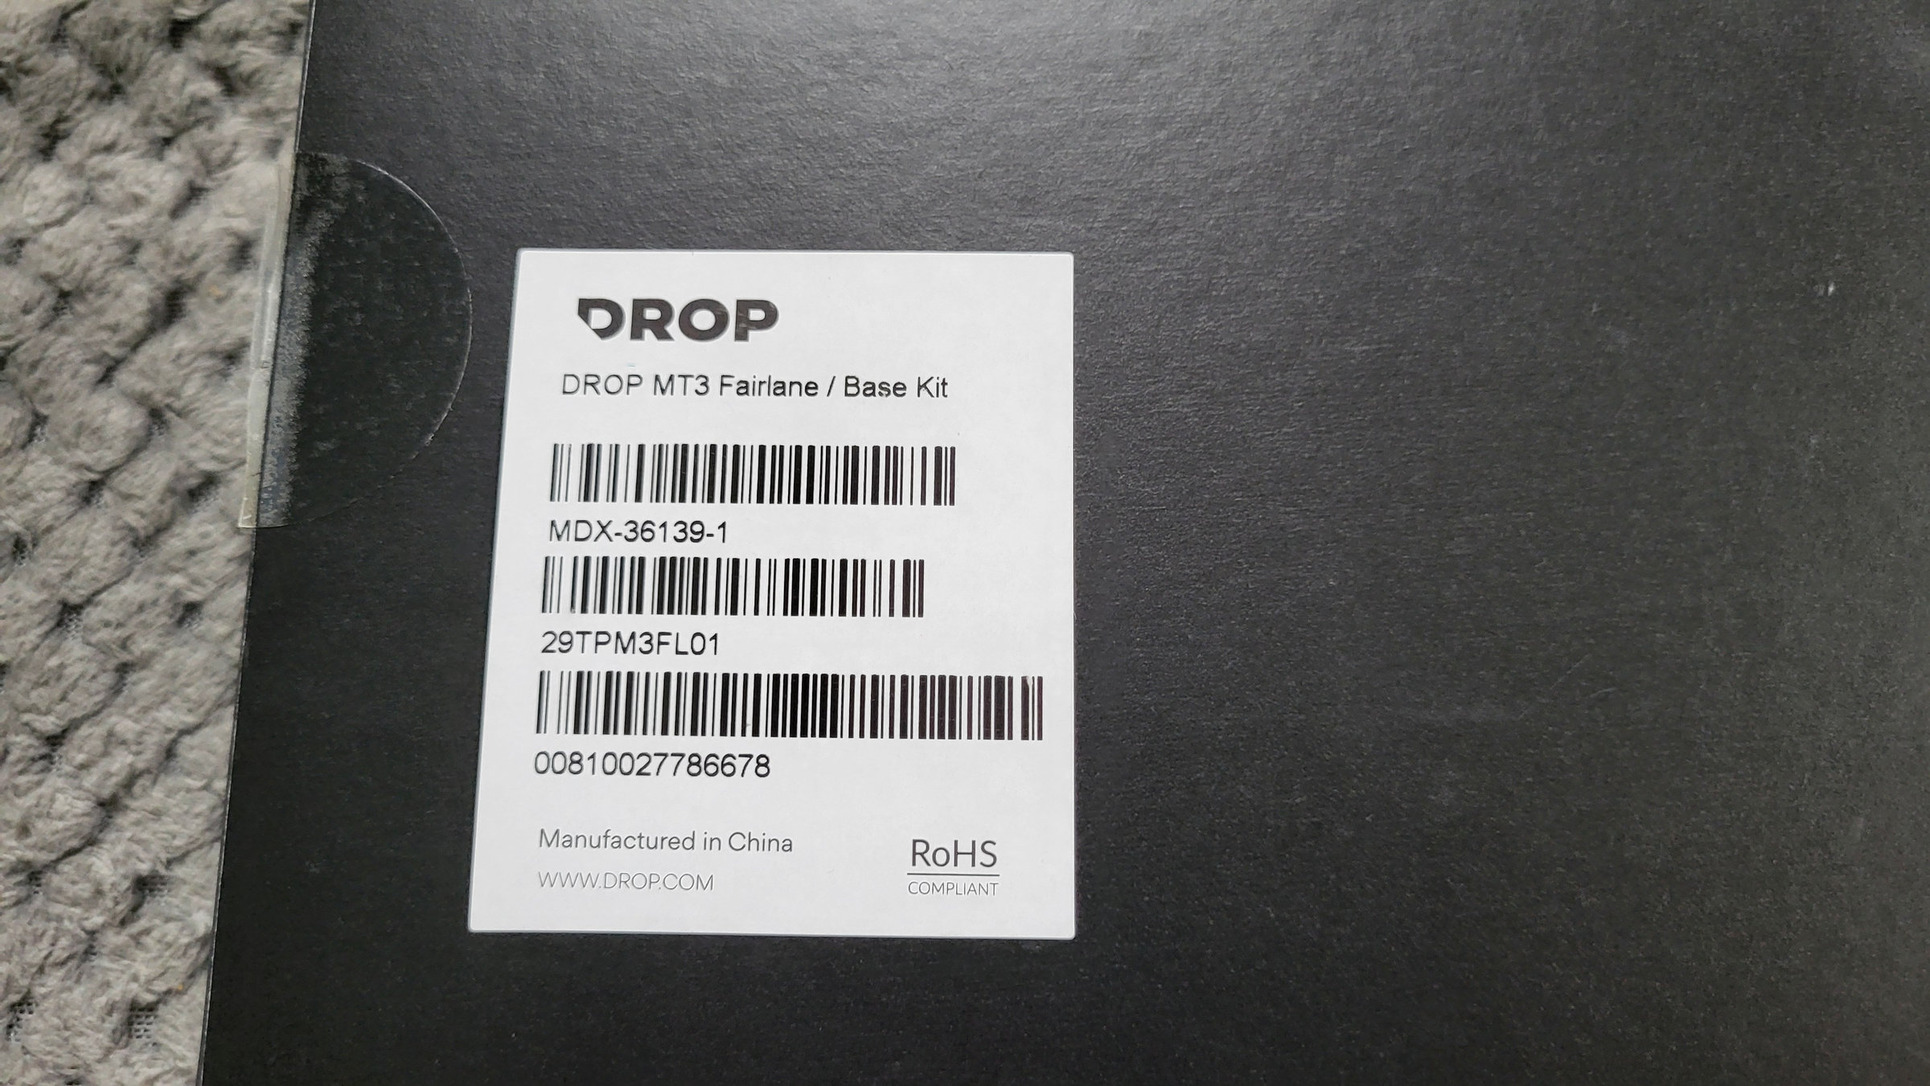 DROP
DROP MT3 Fairlane / Base Kit
MDX-36139-1
29TPM3FL01
00810027786678
Manufactured in China
WWW.DROP.COM
RoHS
COMPLIANT